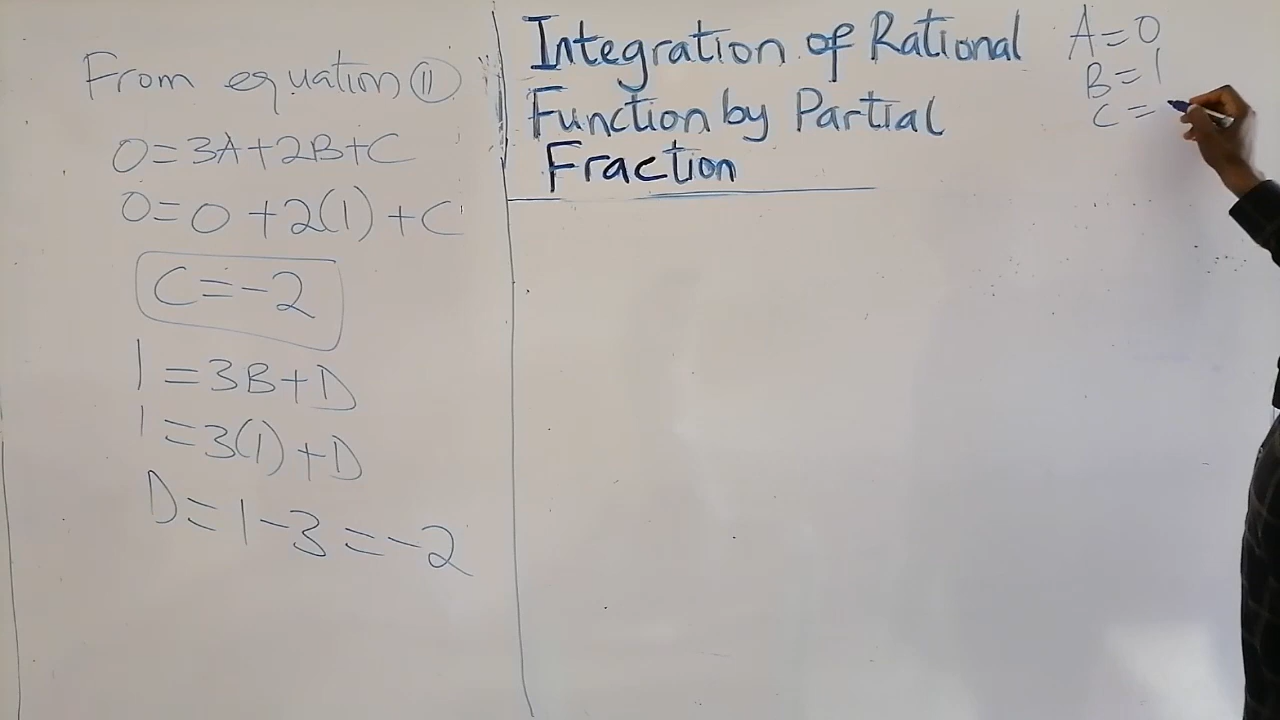 From equation 11
0=3A+2B+C
0=0+2(1)+C
C=-2
1=3B+D
1=3(1)+D
D=1-3=-2
Integration of Rational
Function by Partial
Fraction
A=0
B=1
C=